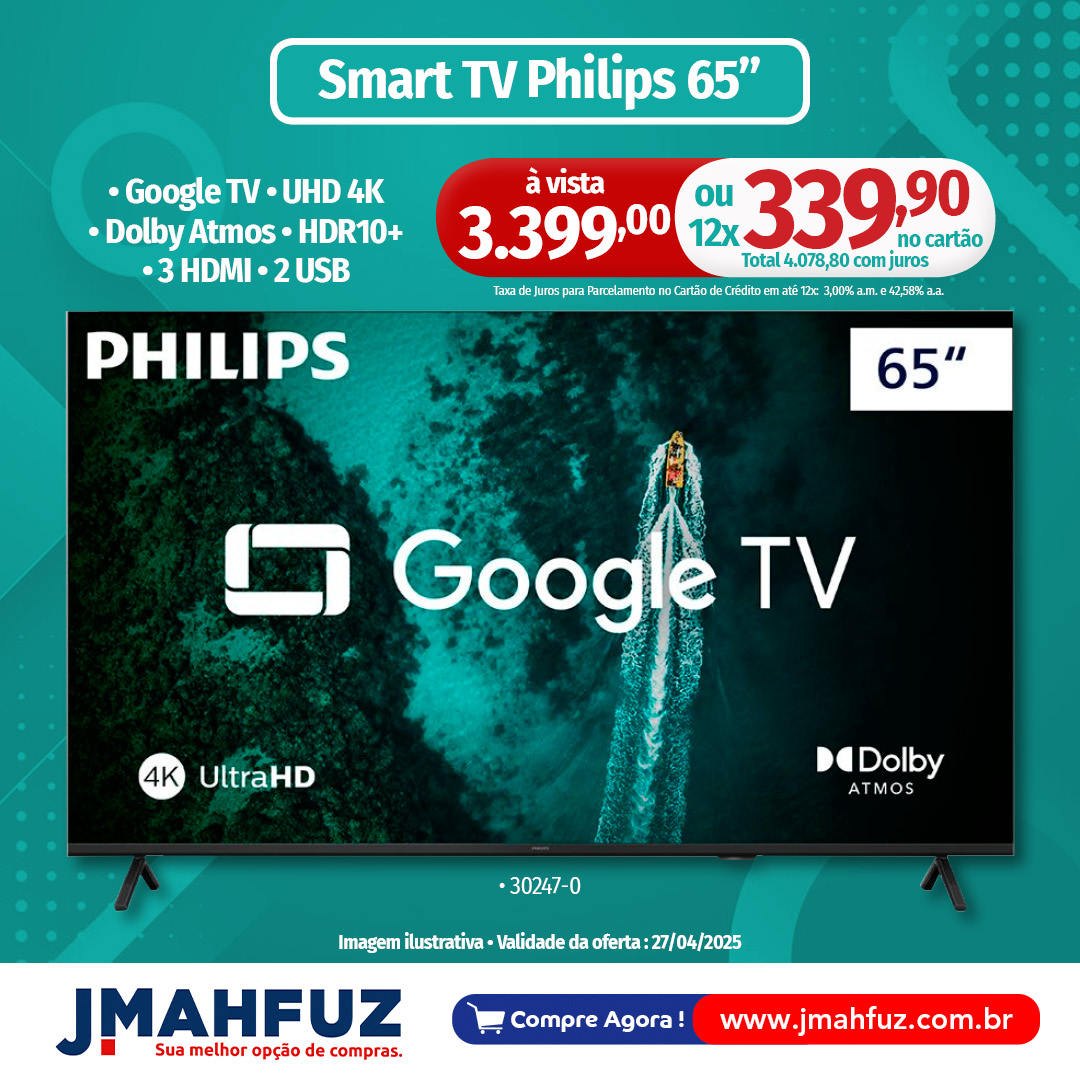 Smart TV Philips 65”
• Google TV • UHD 4K
• Dolby Atmos • HDR10+
• 3 HDMI • 2 USB
à vista
3.399,00
ou
12x 339,90
no cartão
Total 4.078,80 com juros
Taxa de Juros para Parcelamento no Cartão de Crédito em até 12x: 3,00% a.m. e 42,58% a.a.
PHILIPS
65“
Google TV
4K UltraHD
Dolby
ATMOS
PHILIPS
• 30247-0
Imagem ilustrativa • Validade da oferta : 27/04/2025
JMAHFUZ
Sua melhor opção de compras.
Compre Agora !
www.jmahfuz.com.br